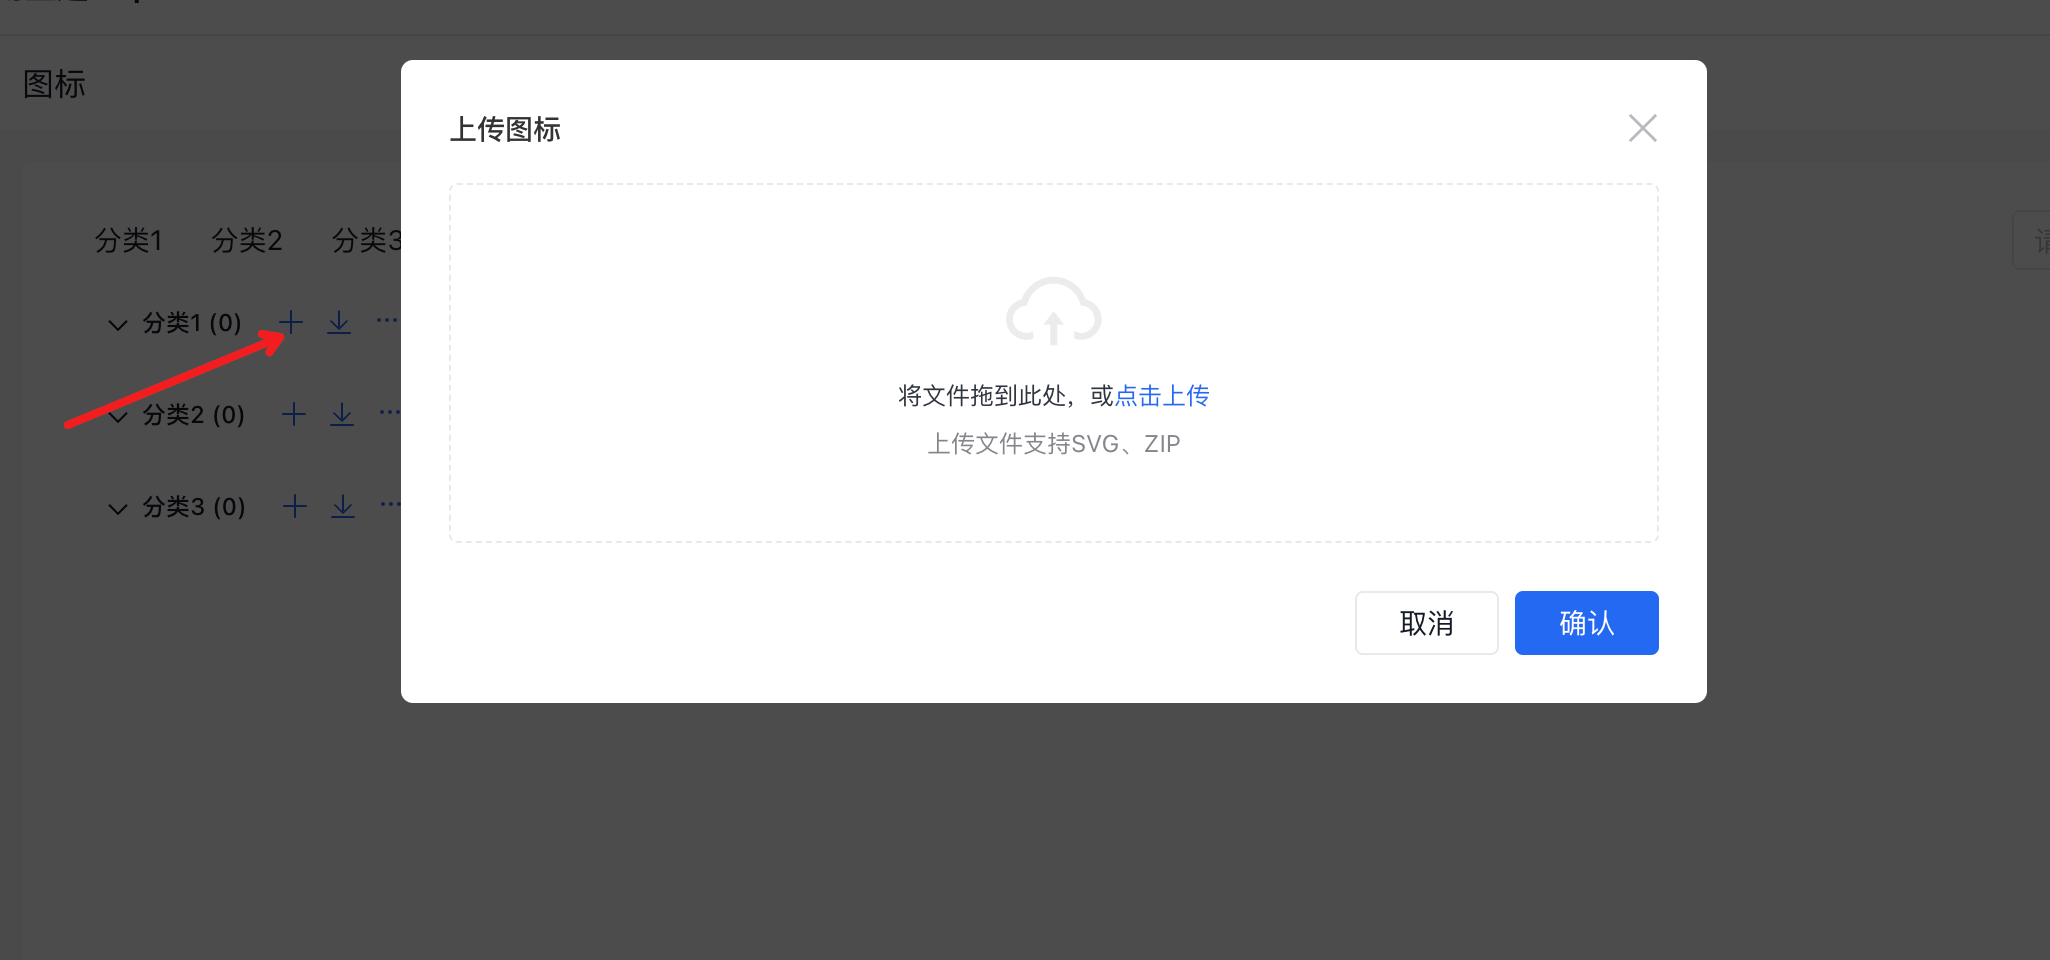 图标
上传图标
分类1 分类2 分类3
分类1 (0)
分类2 (0)
分类3 (0)
将文件拖到此处，或点击上传
上传文件支持SVG、ZIP
取消 确认